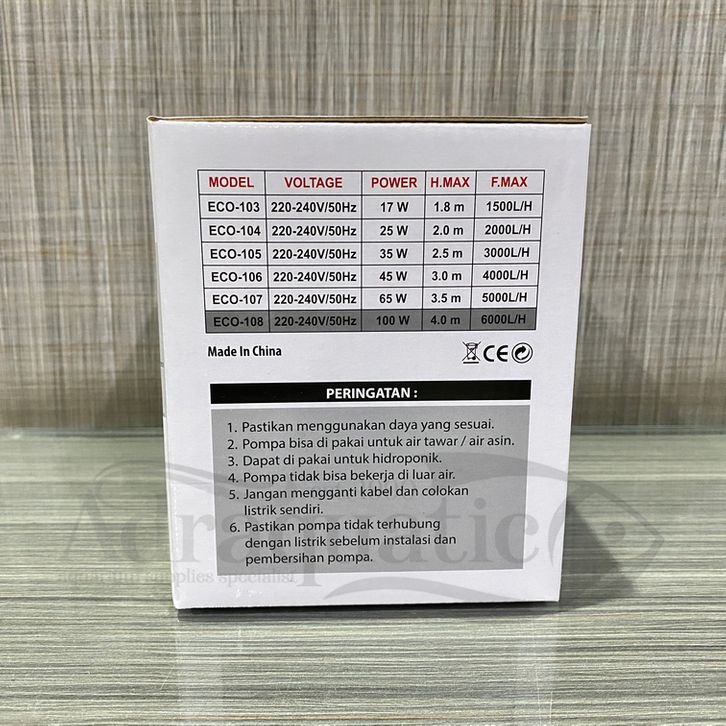 MODEL VOLTAGE POWER H.MAX F.MAX
ECO-103 220-240V/50Hz 17 W 1.8 m 1500L/H
ECO-104 220-240V/50Hz 25 W 2.0 m 2000L/H
ECO-105 220-240V/50Hz 35 W 2.5 m 3000L/H
ECO-106 220-240V/50Hz 45 W 3.0 m 4000L/H
ECO-107 220-240V/50Hz 65 W 3.5 m 5000L/H
ECO-108 220-240V/50Hz 100 W 4.0 m 6000L/H
Made In China
CE
PERINGATAN :
1. Pastikan menggunakan daya yang sesuai.
2. Pompa bisa di pakai untuk air tawar / air asin.
3. Dapat di pakai untuk hidroponik.
4. Pompa tidak bisa bekerja di luar air.
5. Jangan mengganti kabel dan colokan
listrik sendiri.
6. Pastikan pompa tidak terhubung
dengan listrik sebelum instalasi dan
pembersihan pompa.
aquarium supplies specialist